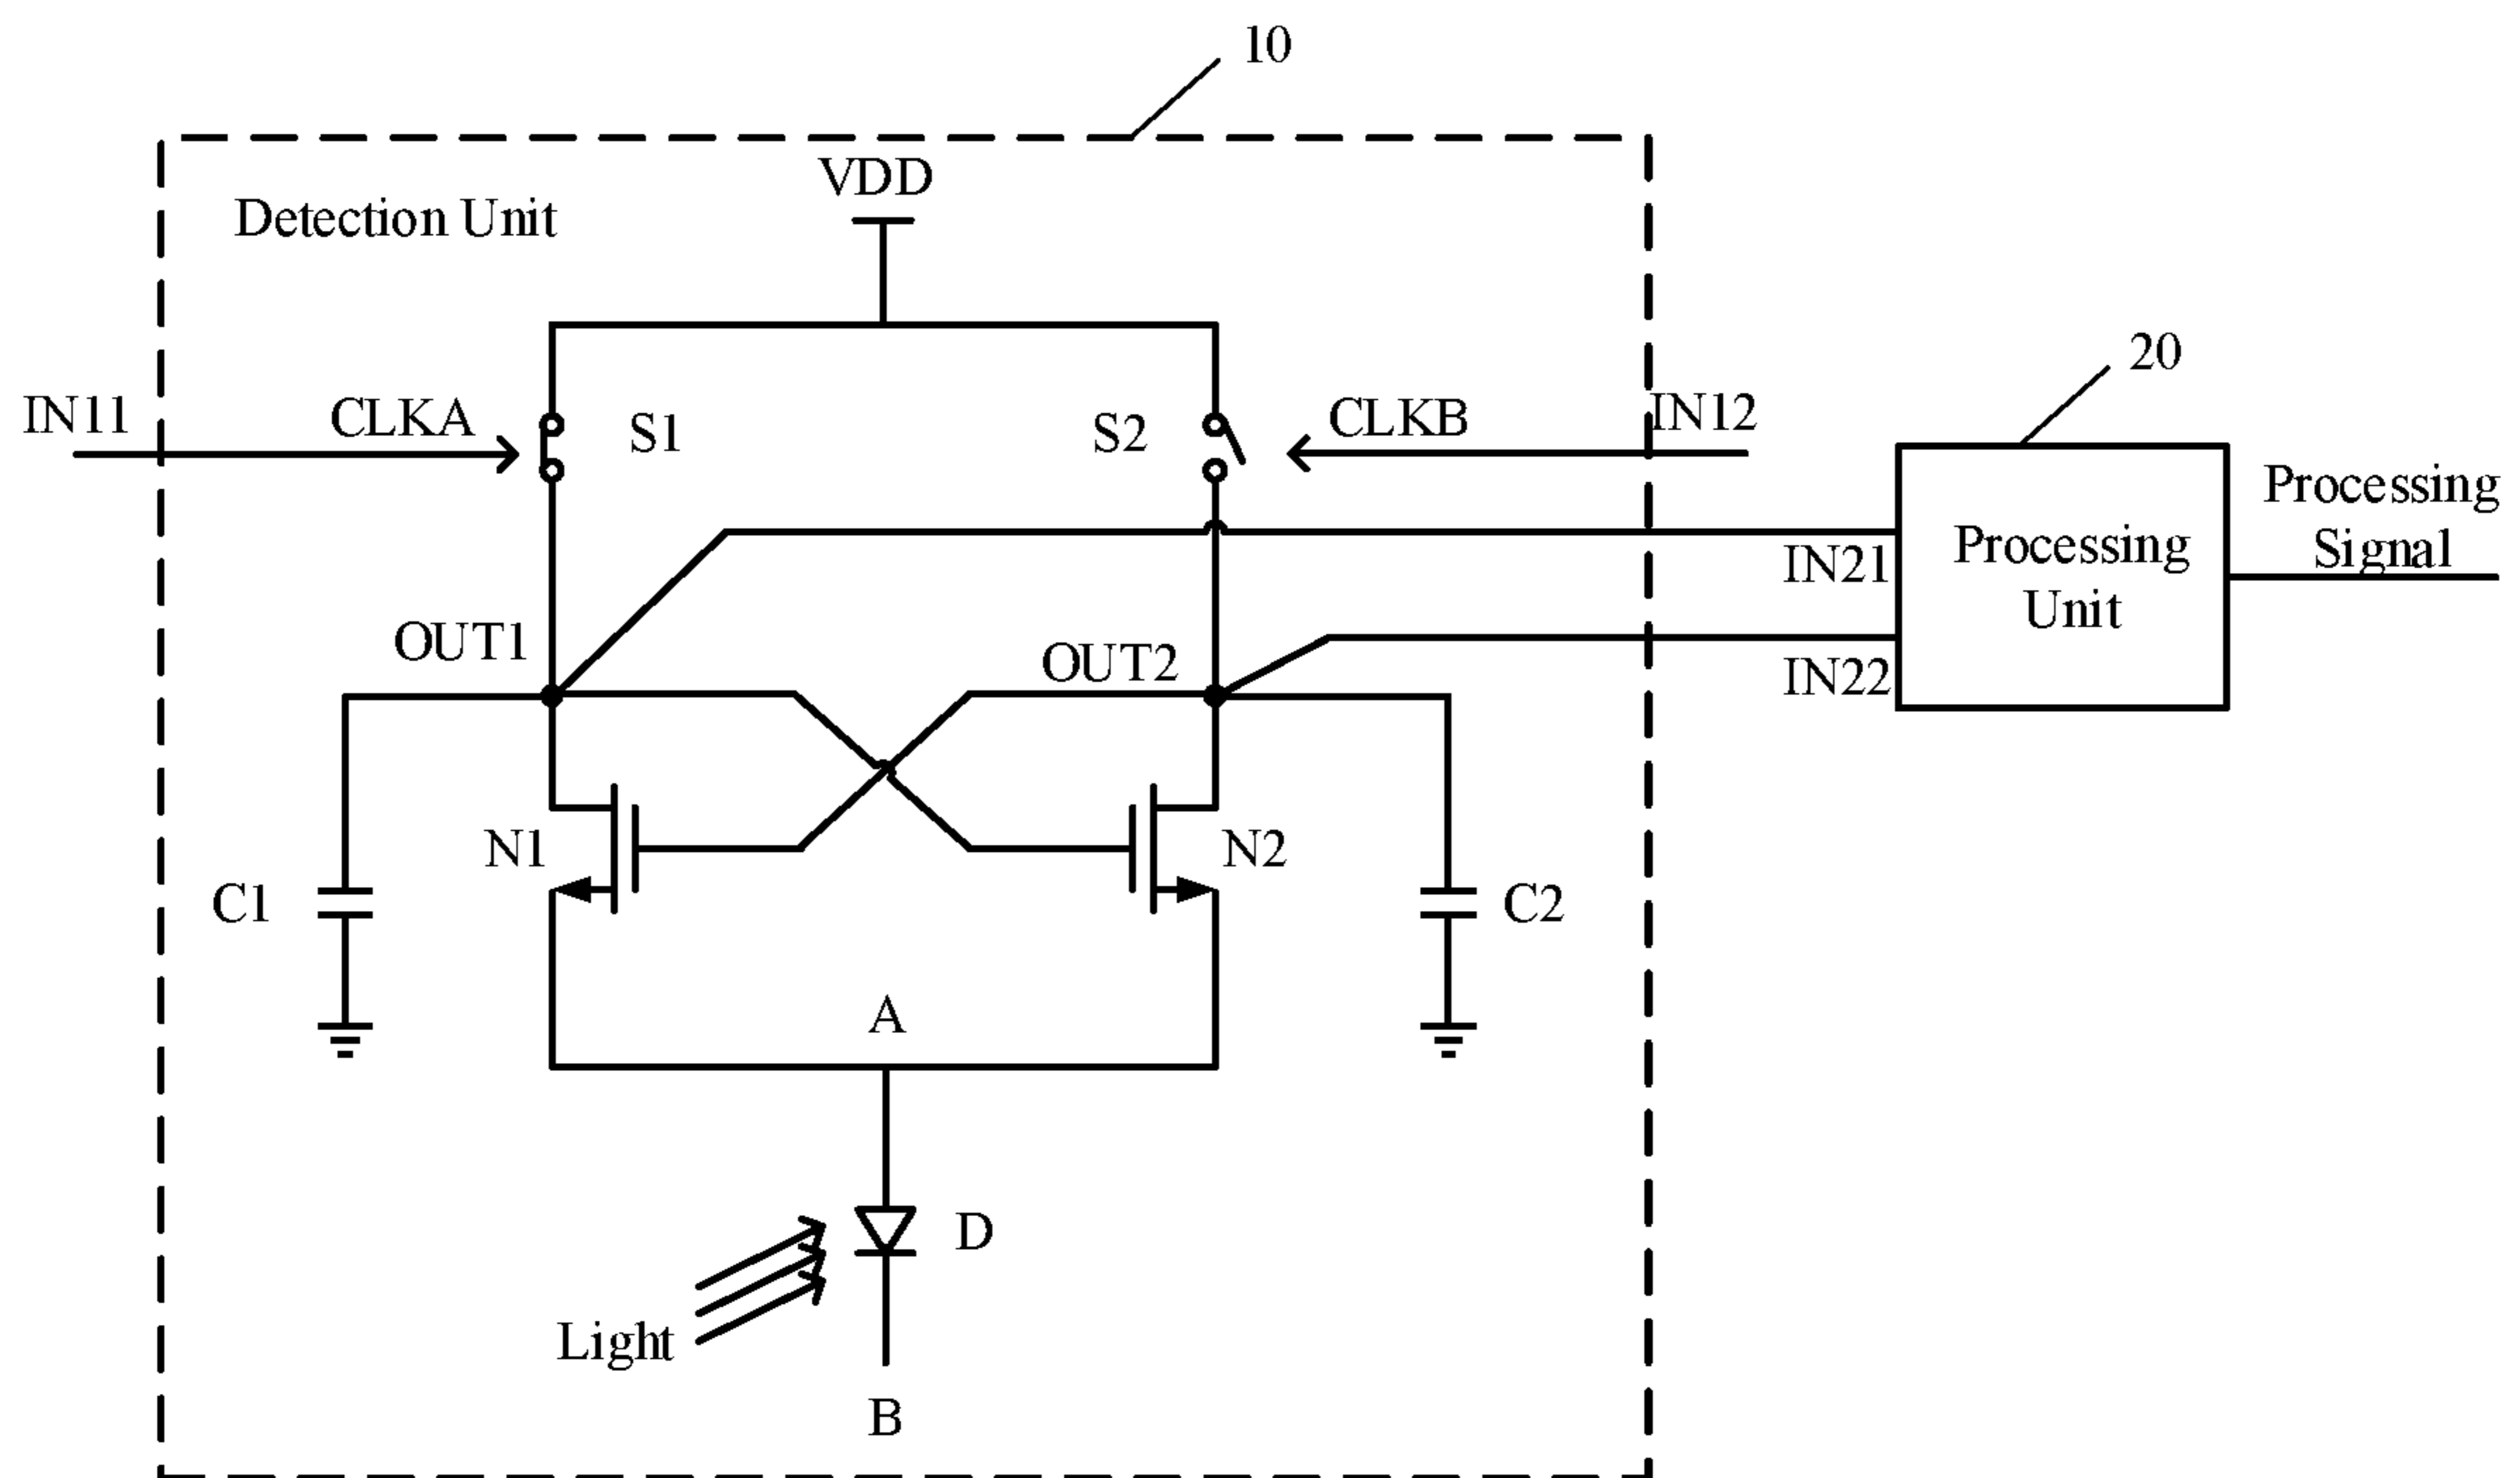 10
VDD
Detection Unit
20
IN11
CLKA
S1
S2
CLKB
IN12
Processing
Signal
Processing
Unit
IN21
OUT1
OUT2
IN22
N1
N2
C1
C2
A
D
Light
B